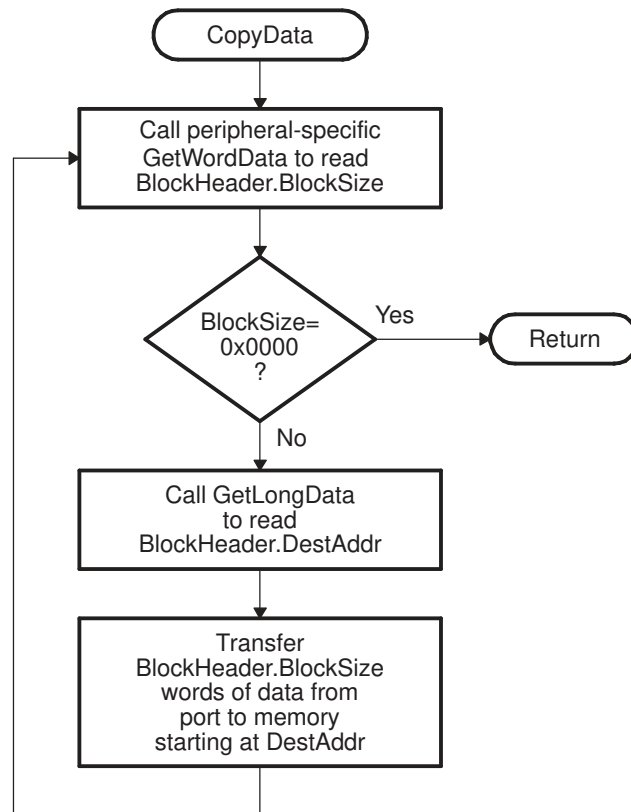 CopyData
Call peripheral-specific
GetWordData to read
BlockHeader.BlockSize
BlockSize=
0x0000
?
Yes
Return
No
Call GetLongData
to read
BlockHeader.DestAddr
Transfer
BlockHeader.BlockSize
words of data from
port to memory
starting at DestAddr